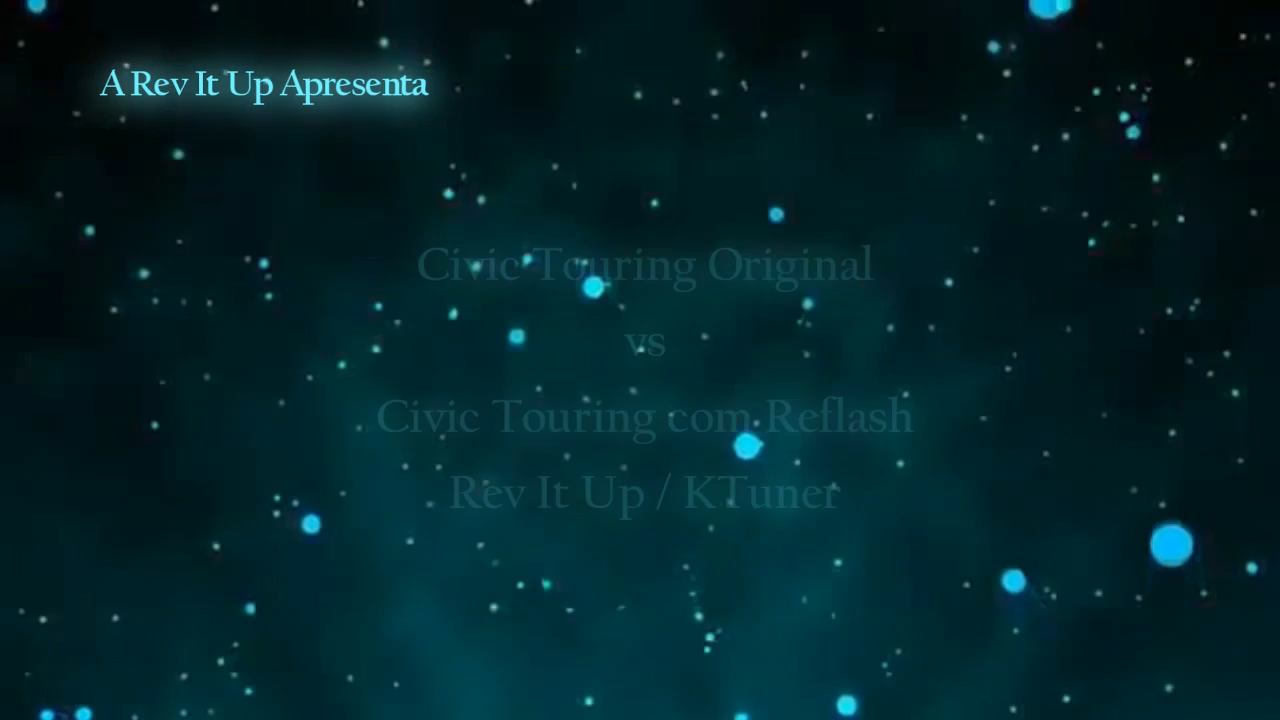 A Rev It Up Apresenta
Civic Touring Original
vs
Civic Touring com Reflash
Rev It Up / KTuner